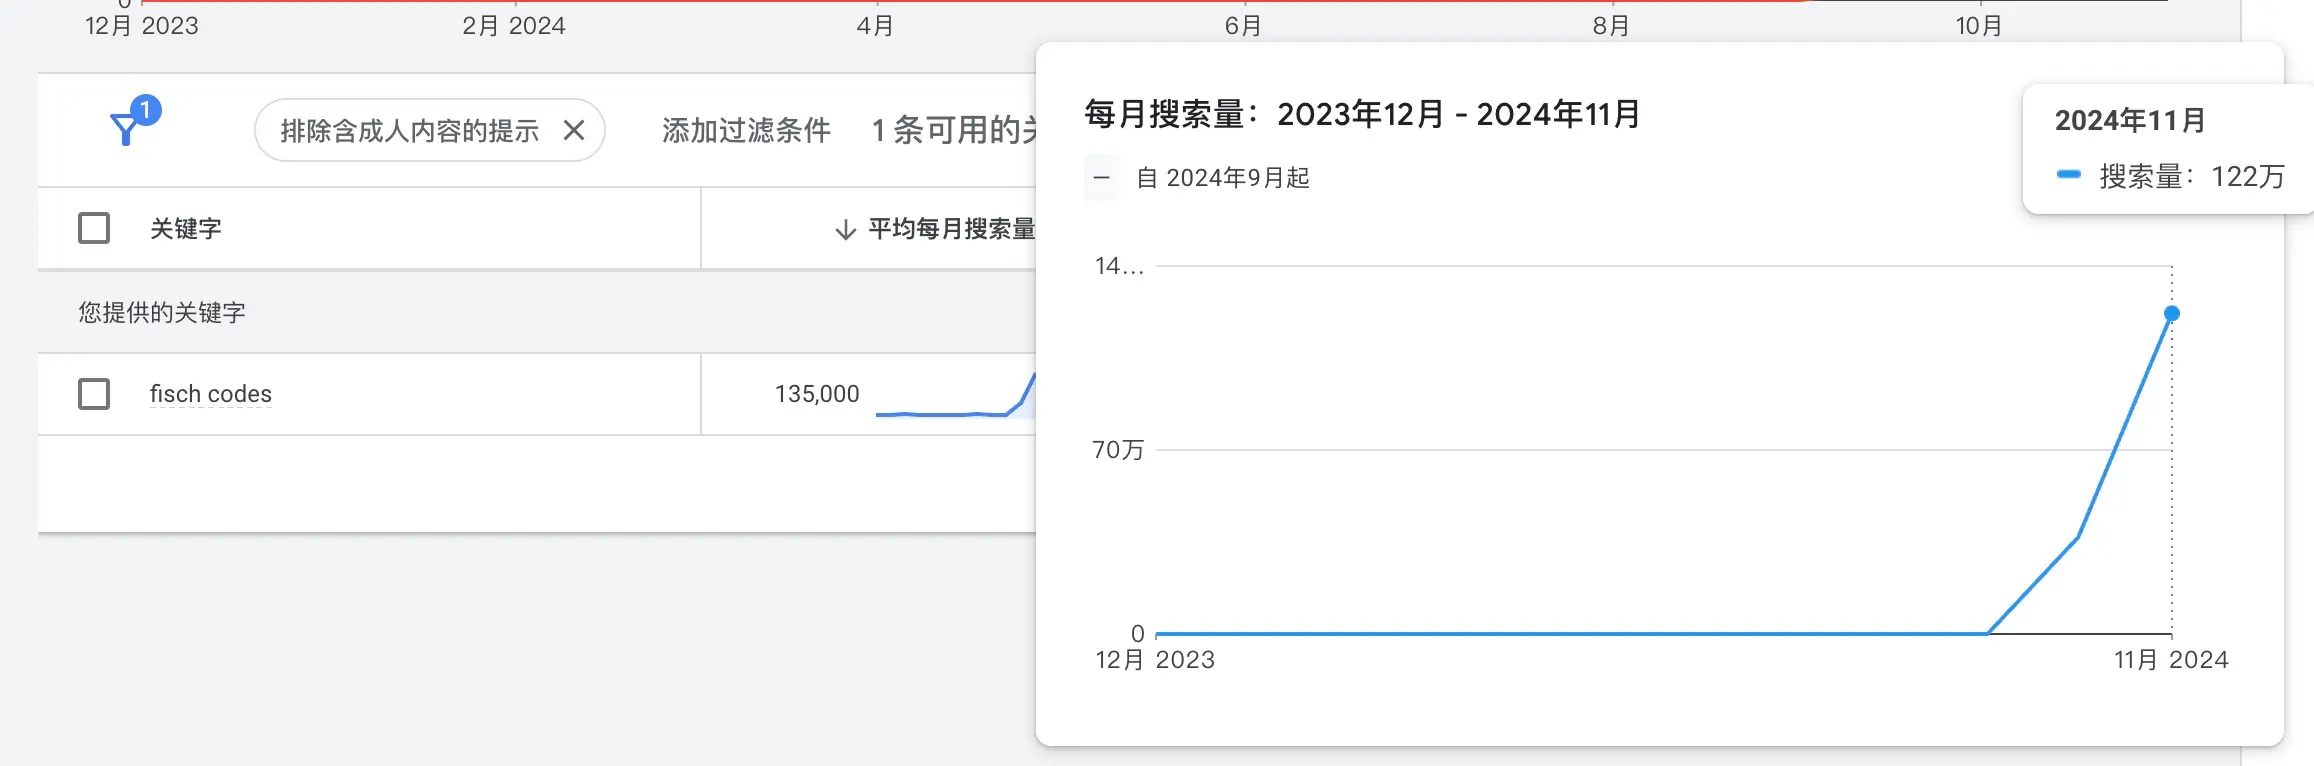 0
12月 2023
2月 2024
4月
6月
8月
10月
1
排除含成人内容的提示
添加过滤条件
1 条可用的
关键字
平均每月搜索量
您提供的关键字
fisch codes
135,000
每月搜索量：2023年12月 - 2024年11月
– 自 2024年9月起
2024年11月
搜索量：122万
14...
70万
0
12月 2023
11月 2024